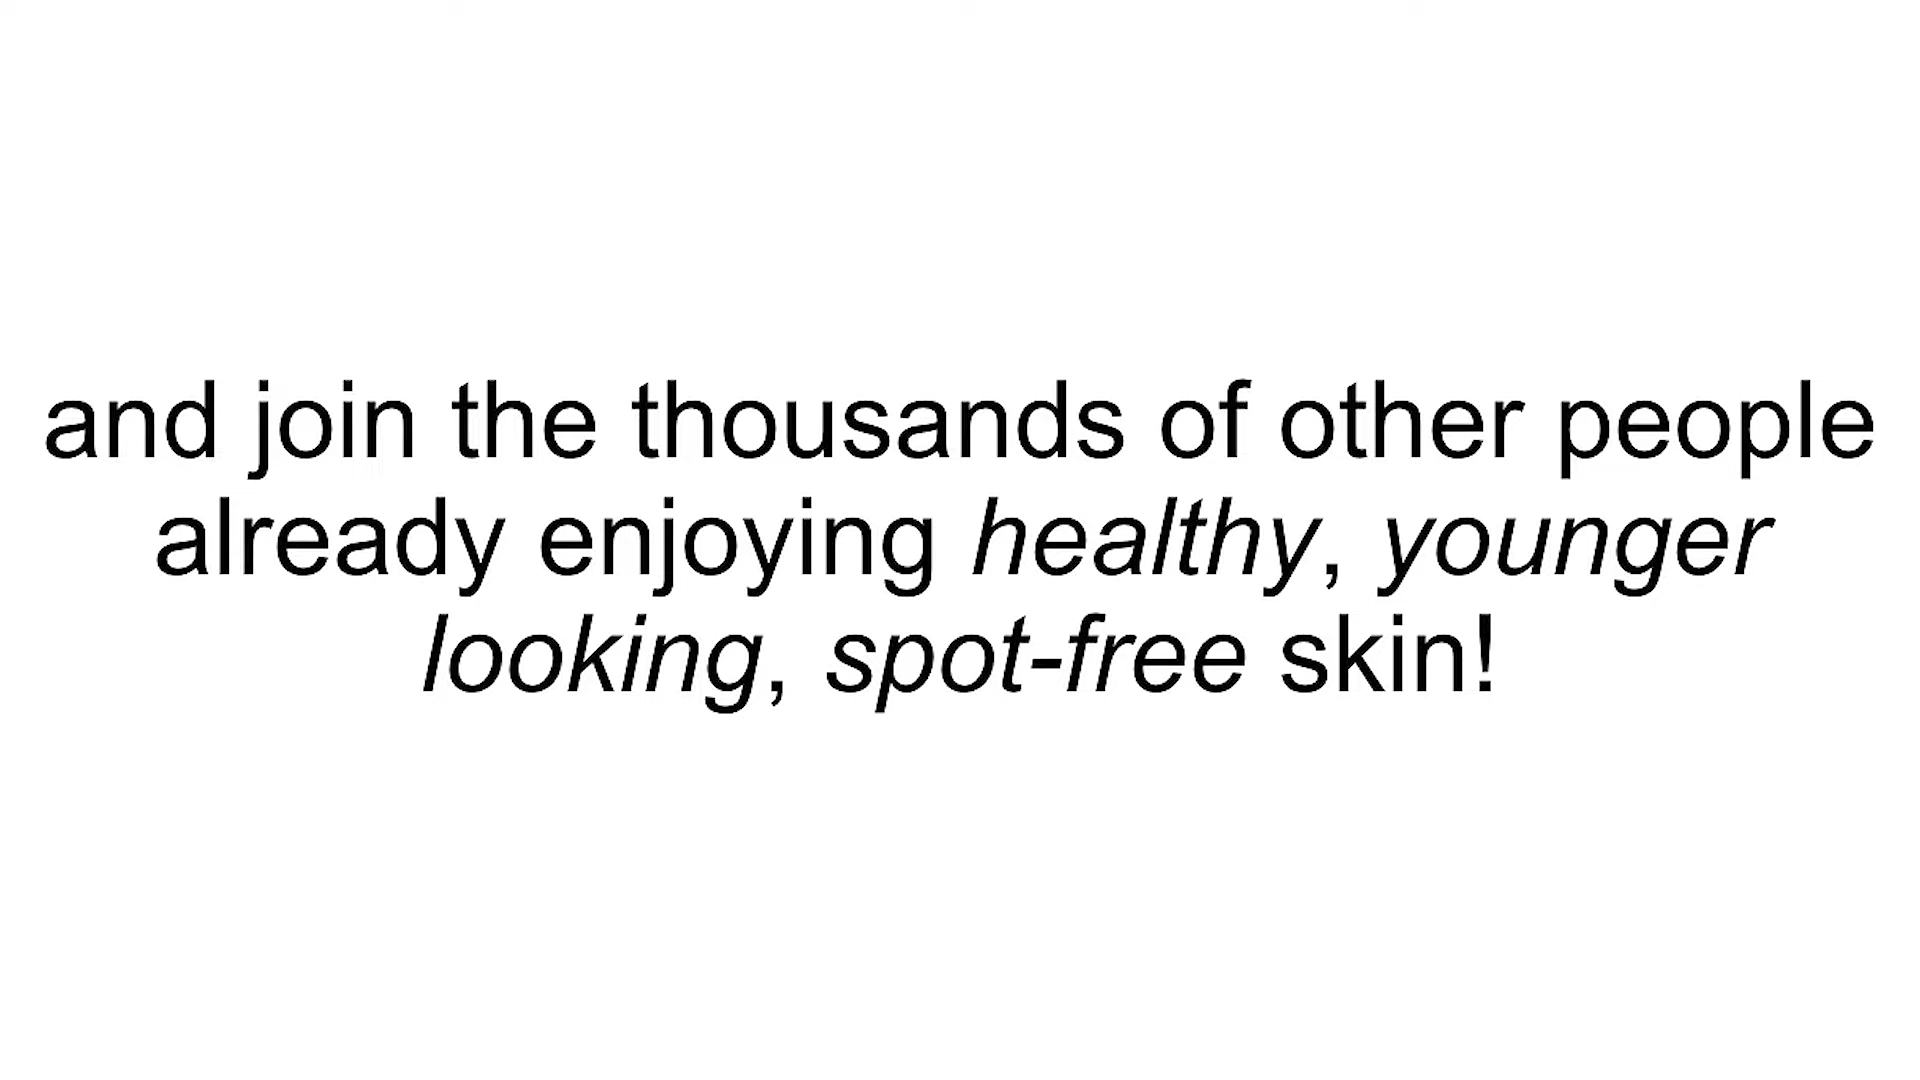 and join the thousands of other people
already enjoying healthy, younger
looking, spot-free skin!